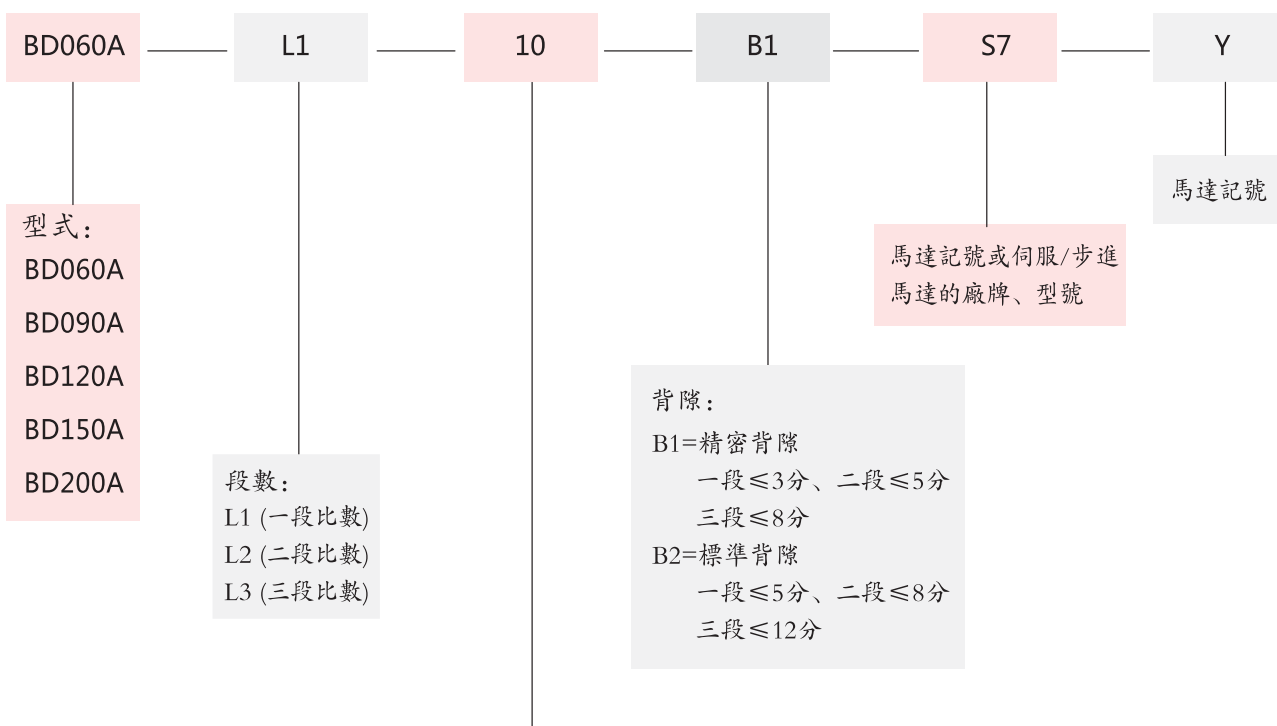 BD060A L1 10 B1 S7 Y
馬達記號
型式：
BD060A
BD090A
BD120A
BD150A
BD200A
馬達記號或伺服/步進
馬達的廠牌、型號
背隙：
B1=精密背隙
一段≤3分、二段≤5分
三段≤8分
B2=標準背隙
一段≤5分、二段≤8分
三段≤12分
段數：
L1 (一段比數)
L2 (二段比數)
L3 (三段比數)